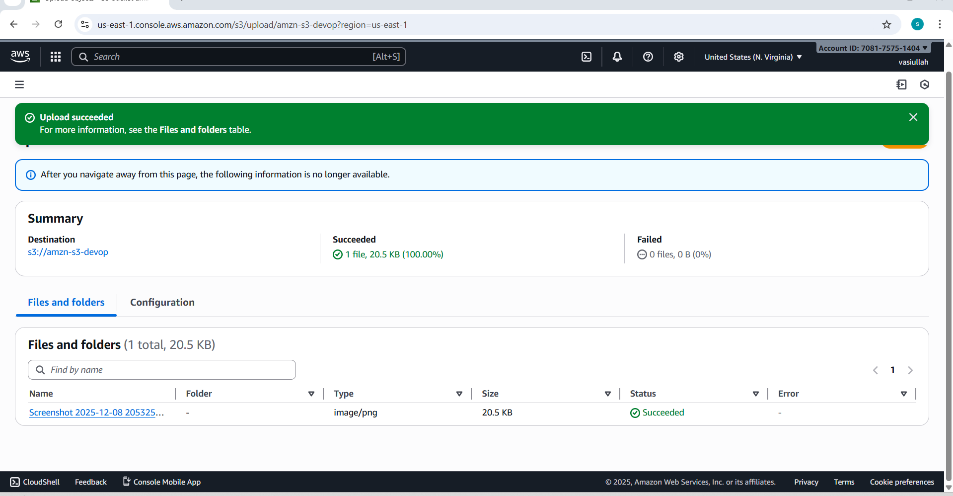 us-east-1.console.aws.amazon.com/s3/upload/amzn-s3-devop?region=us-east-1
S
aws
Search
[Alt+S]
United States (N. Virginia) ▼
Account ID: 7081-7575-1404 ▼
vasiullah
Upload succeeded
For more information, see the Files and folders table.
After you navigate away from this page, the following information is no longer available.
Summary
Destination
s3://amzn-s3-devop
Succeeded
1 file, 20.5 KB (100.00%)
Failed
0 files, 0 B (0%)
Files and folders
Configuration
Files and folders (1 total, 20.5 KB)
Find by name
1
Name
Folder
Type
Size
Status
Error
Screenshot 2025-12-08 205325...
-
image/png
20.5 KB
Succeeded
-
CloudShell
Feedback
Console Mobile App
© 2025, Amazon Web Services, Inc. or its affiliates.
Privacy
Terms
Cookie preferences